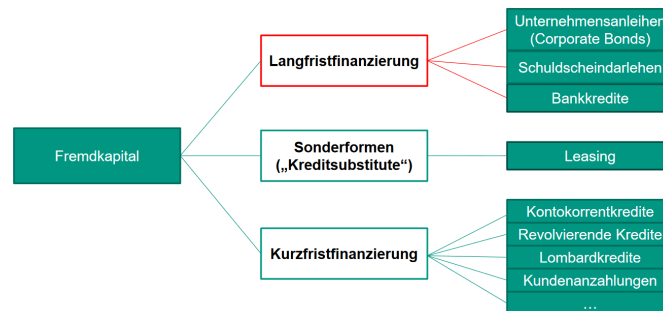 Fremdkapital
Langfristfinanzierung
Unternehmensanleihen
(Corporate Bonds)
Schuldscheindarlehen
Bankkredite
Sonderformen
(„Kreditsubstitute“)
Leasing
Kurzfristfinanzierung
Kontokorrentkredite
Revolvierende Kredite
Lombardkredite
Kundenanzahlungen
…